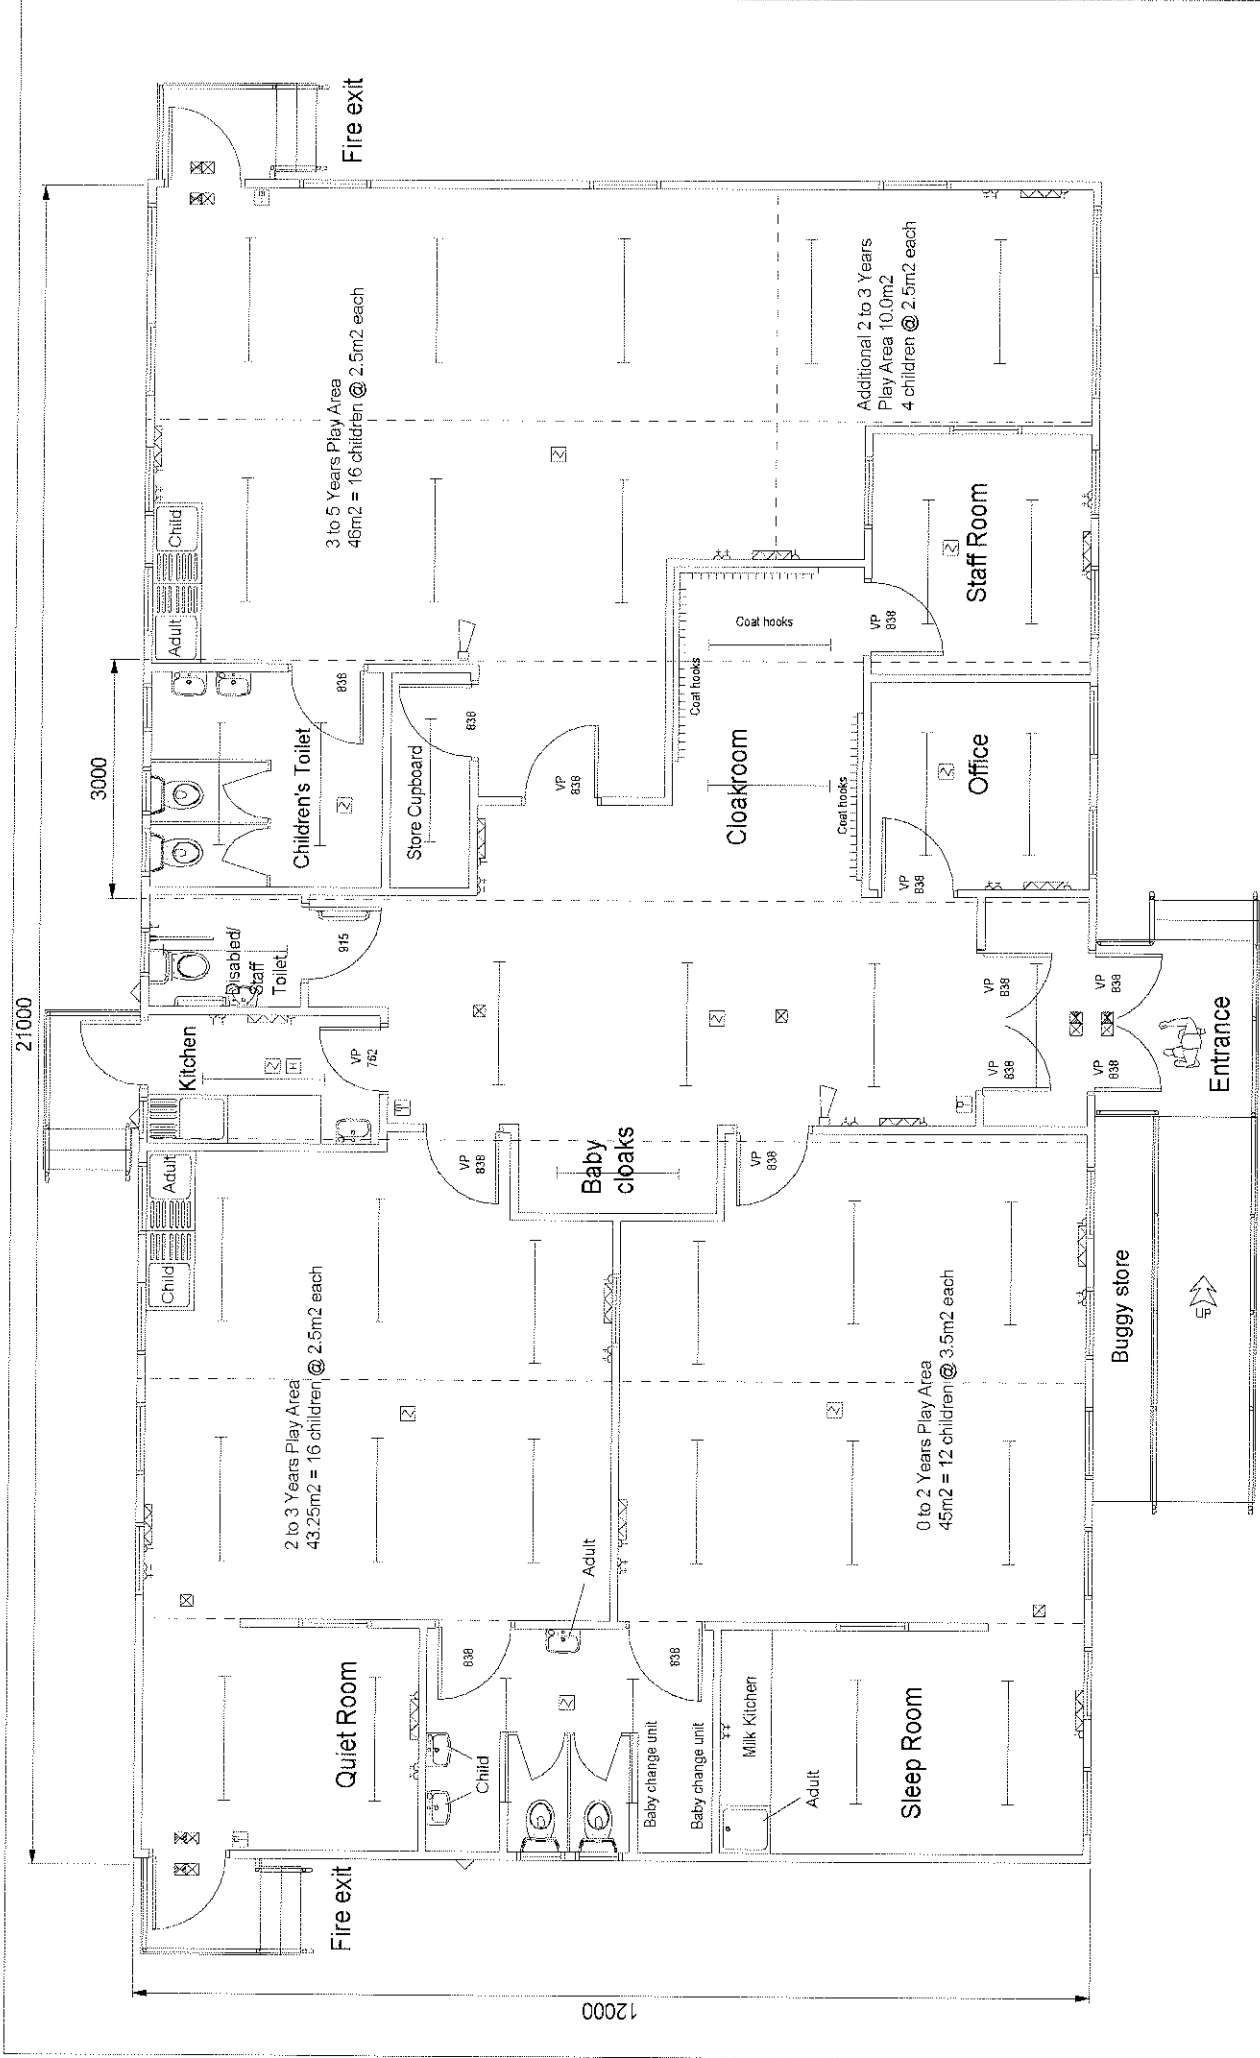 21000
3000
12000
Fire exit
Quiet Room
2 to 3 Years Play Area
43.25m2 = 16 children @ 2.5m2 each
Child
Adult
Kitchen
VP
762
Disabled/
Staff
Toilet
915
Children's Toilet
838
Store Cupboard
838
Adult
Child
3 to 5 Years Play Area
46m2 = 16 children @ 2.5m2 each
Fire exit
Child
838
Adult
838
Baby change unit
Baby change unit
Milk Kitchen
Adult
Sleep Room
0 to 2 Years Play Area
45m2 = 12 children @ 3.5m2 each
VP
838
Baby
cloaks
VP
838
VP
838
Cloakroom
Coat hooks
Coat hooks
Coat hooks
VP
838
Office
VP
838
Staff Room
Additional 2 to 3 Years
Play Area 10.0m2
4 children @ 2.5m2 each
VP
838
VP
838
VP
838
VP
838
Buggy store
UP
Entrance